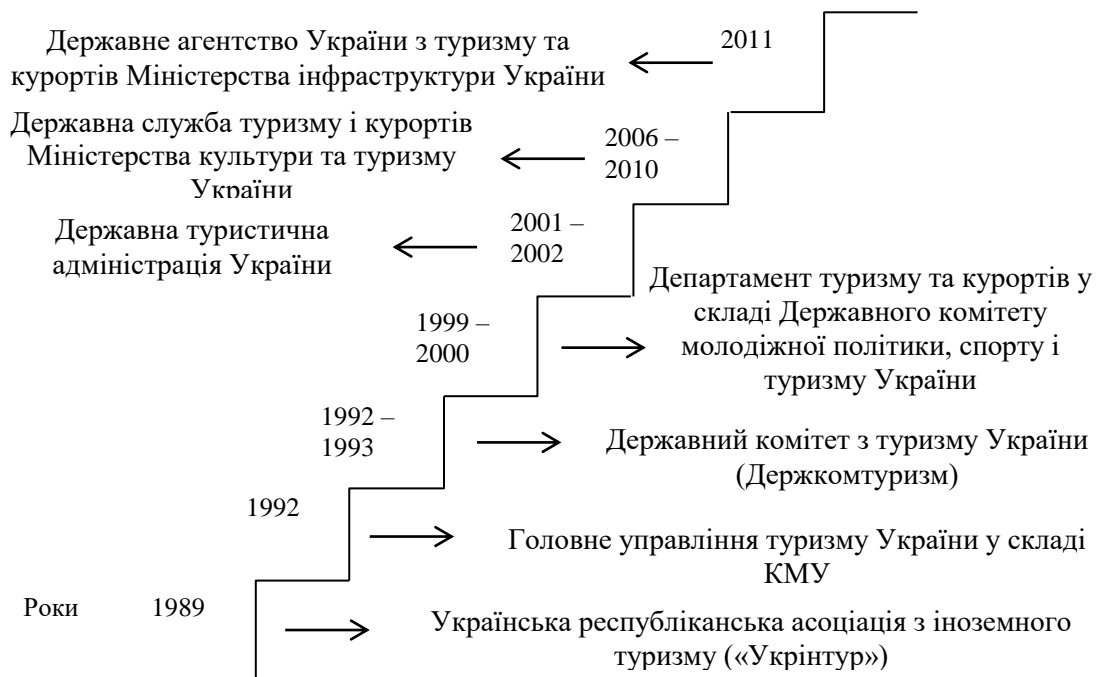 Державне агентство України з туризму та
курортів Міністерства інфраструктури України
2011
Державна служба туризму і курортів
Міністерства культури та туризму
України
2006 –
2010
Державна туристична
адміністрація України
2001 –
2002
1999 –
2000
Департамент туризму та курортів у
складі Державного комітету
молодіжної політики, спорту і
туризму України
1992 –
1993
Державний комітет з туризму України
(Держкомтуризм)
1992
Головне управління туризму України у складі
КМУ
Роки 1989
Українська республіканська асоціація з іноземного
туризму («Укрінтур»)